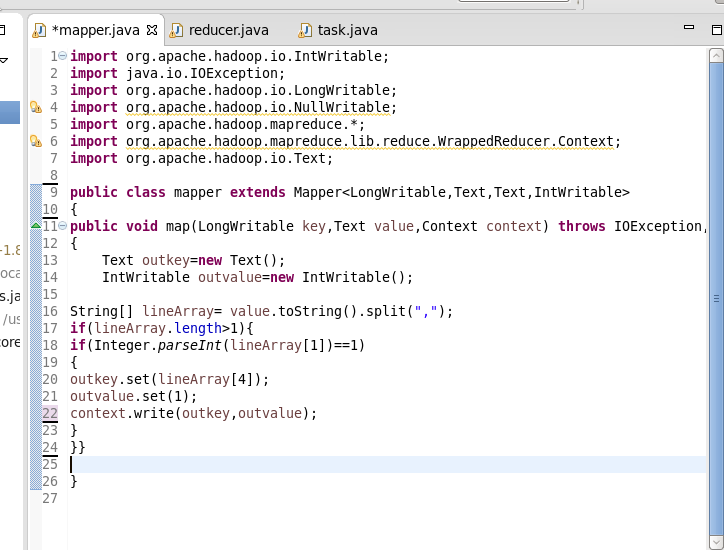 *mapper.java reducer.java task.java
1 import org.apache.hadoop.io.IntWritable;
2 import java.io.IOException;
3 import org.apache.hadoop.io.LongWritable;
4 import org.apache.hadoop.io.NullWritable;
5 import org.apache.hadoop.mapreduce.*;
6 import org.apache.hadoop.mapreduce.lib.reduce.WrappedReducer.Context;
7 import org.apache.hadoop.io.Text;
8
9 public class mapper extends Mapper<LongWritable,Text,Text,IntWritable>
10 {
11 public void map(LongWritable key,Text value,Context context) throws IOException,
12 {
13 Text outkey=new Text();
14 IntWritable outvalue=new IntWritable();
15
16 String[] lineArray= value.toString().split(",");
17 if(lineArray.length>1){
18 if(Integer.parseInt(lineArray[1])==1)
19 {
20 outkey.set(lineArray[4]);
21 outvalue.set(1);
22 context.write(outkey,outvalue);
23 }
24 }}
25
26 }
27
-1.8
oca
s.ja
/us
core